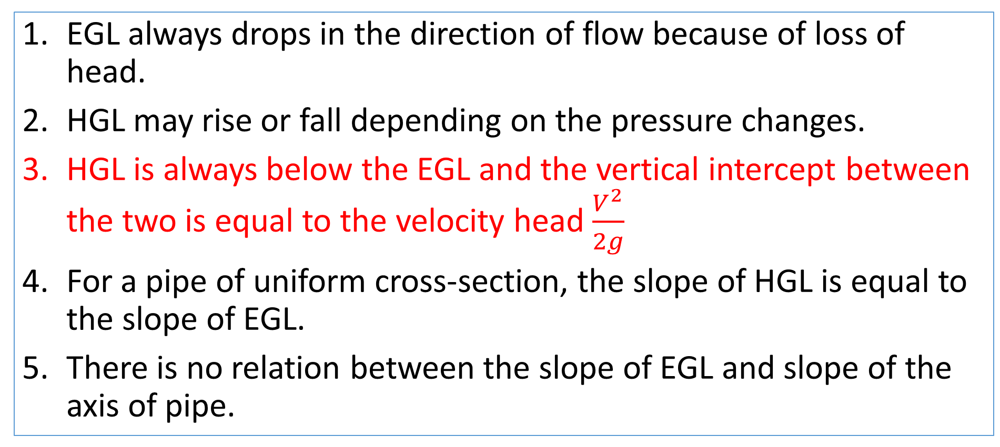 1. EGL always drops in the direction of flow because of loss of
head.
2. HGL may rise or fall depending on the pressure changes.
3. HGL is always below the EGL and the vertical intercept between
the two is equal to the velocity head V²/2g
4. For a pipe of uniform cross-section, the slope of HGL is equal to
the slope of EGL.
5. There is no relation between the slope of EGL and slope of the
axis of pipe.